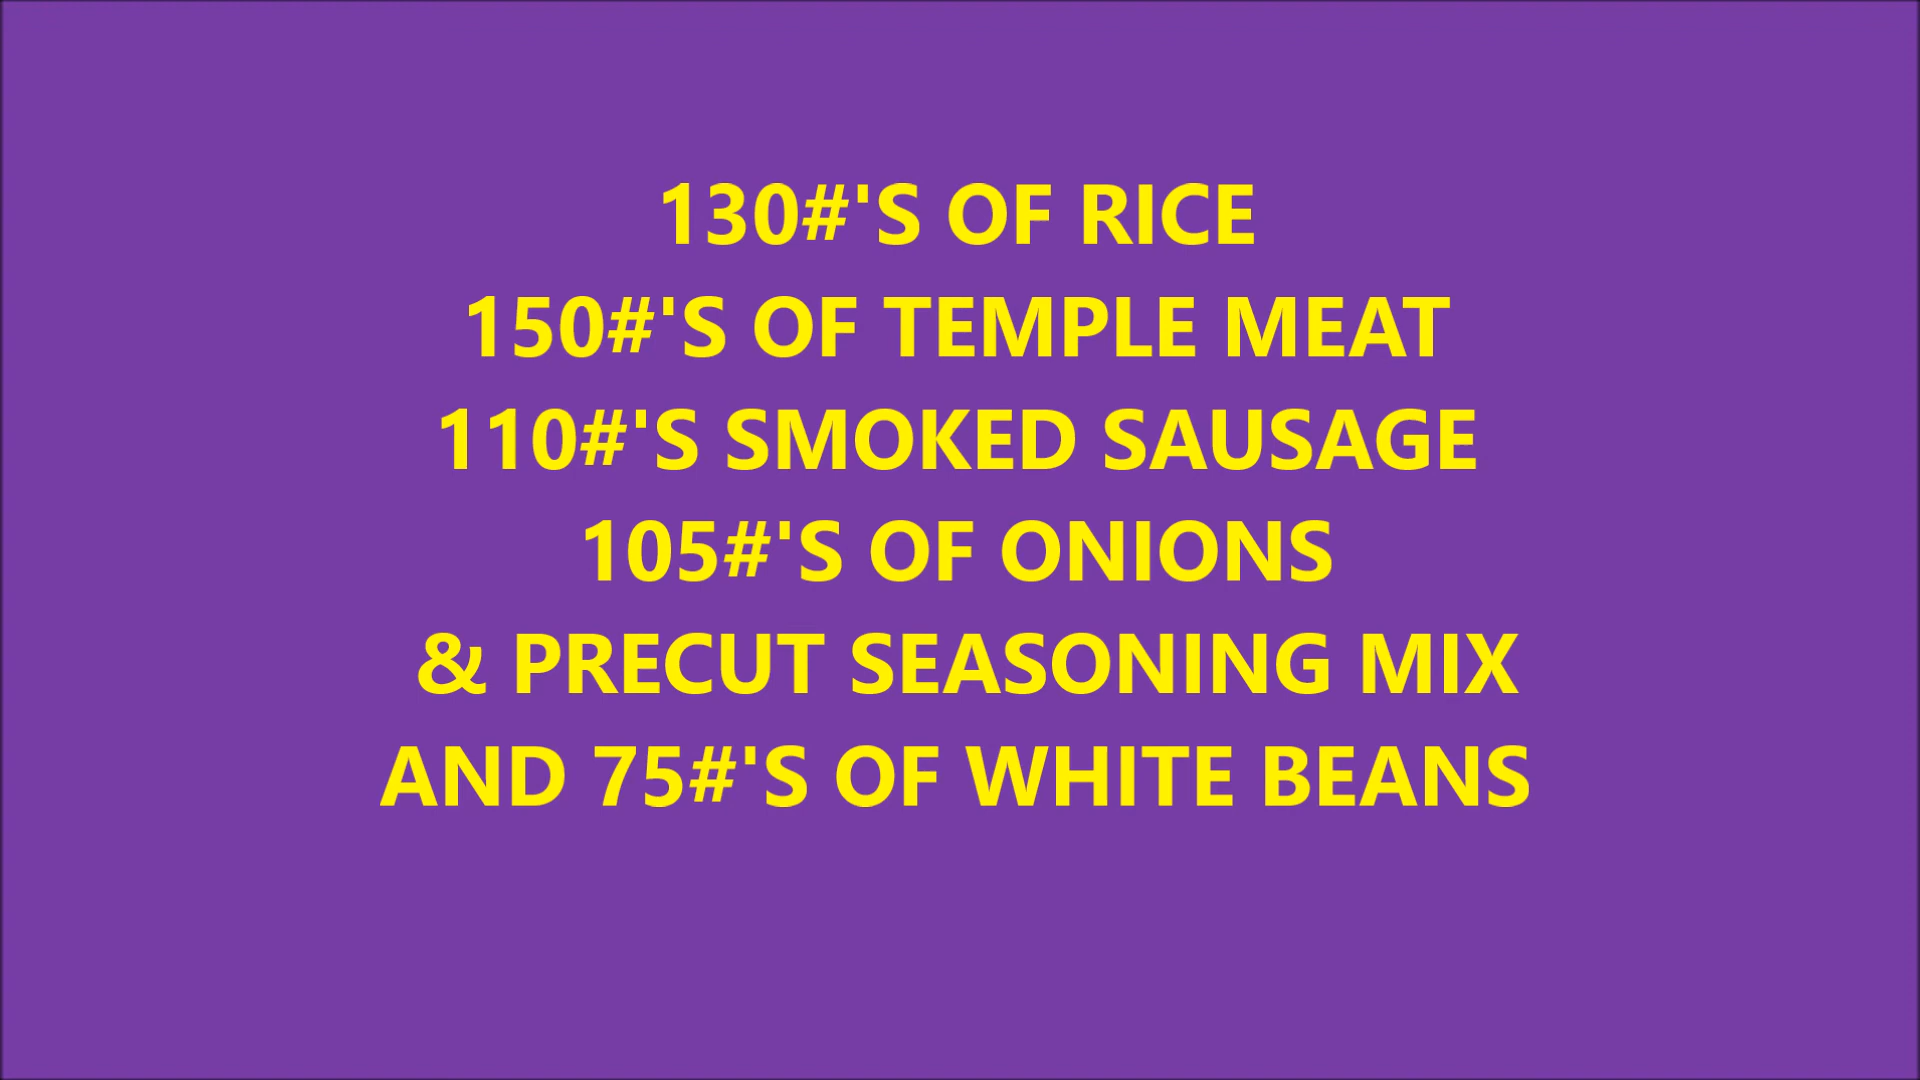 130#'S OF RICE
150#'S OF TEMPLE MEAT
110#'S SMOKED SAUSAGE
105#'S OF ONIONS
& PRECUT SEASONING MIX
AND 75#'S OF WHITE BEANS